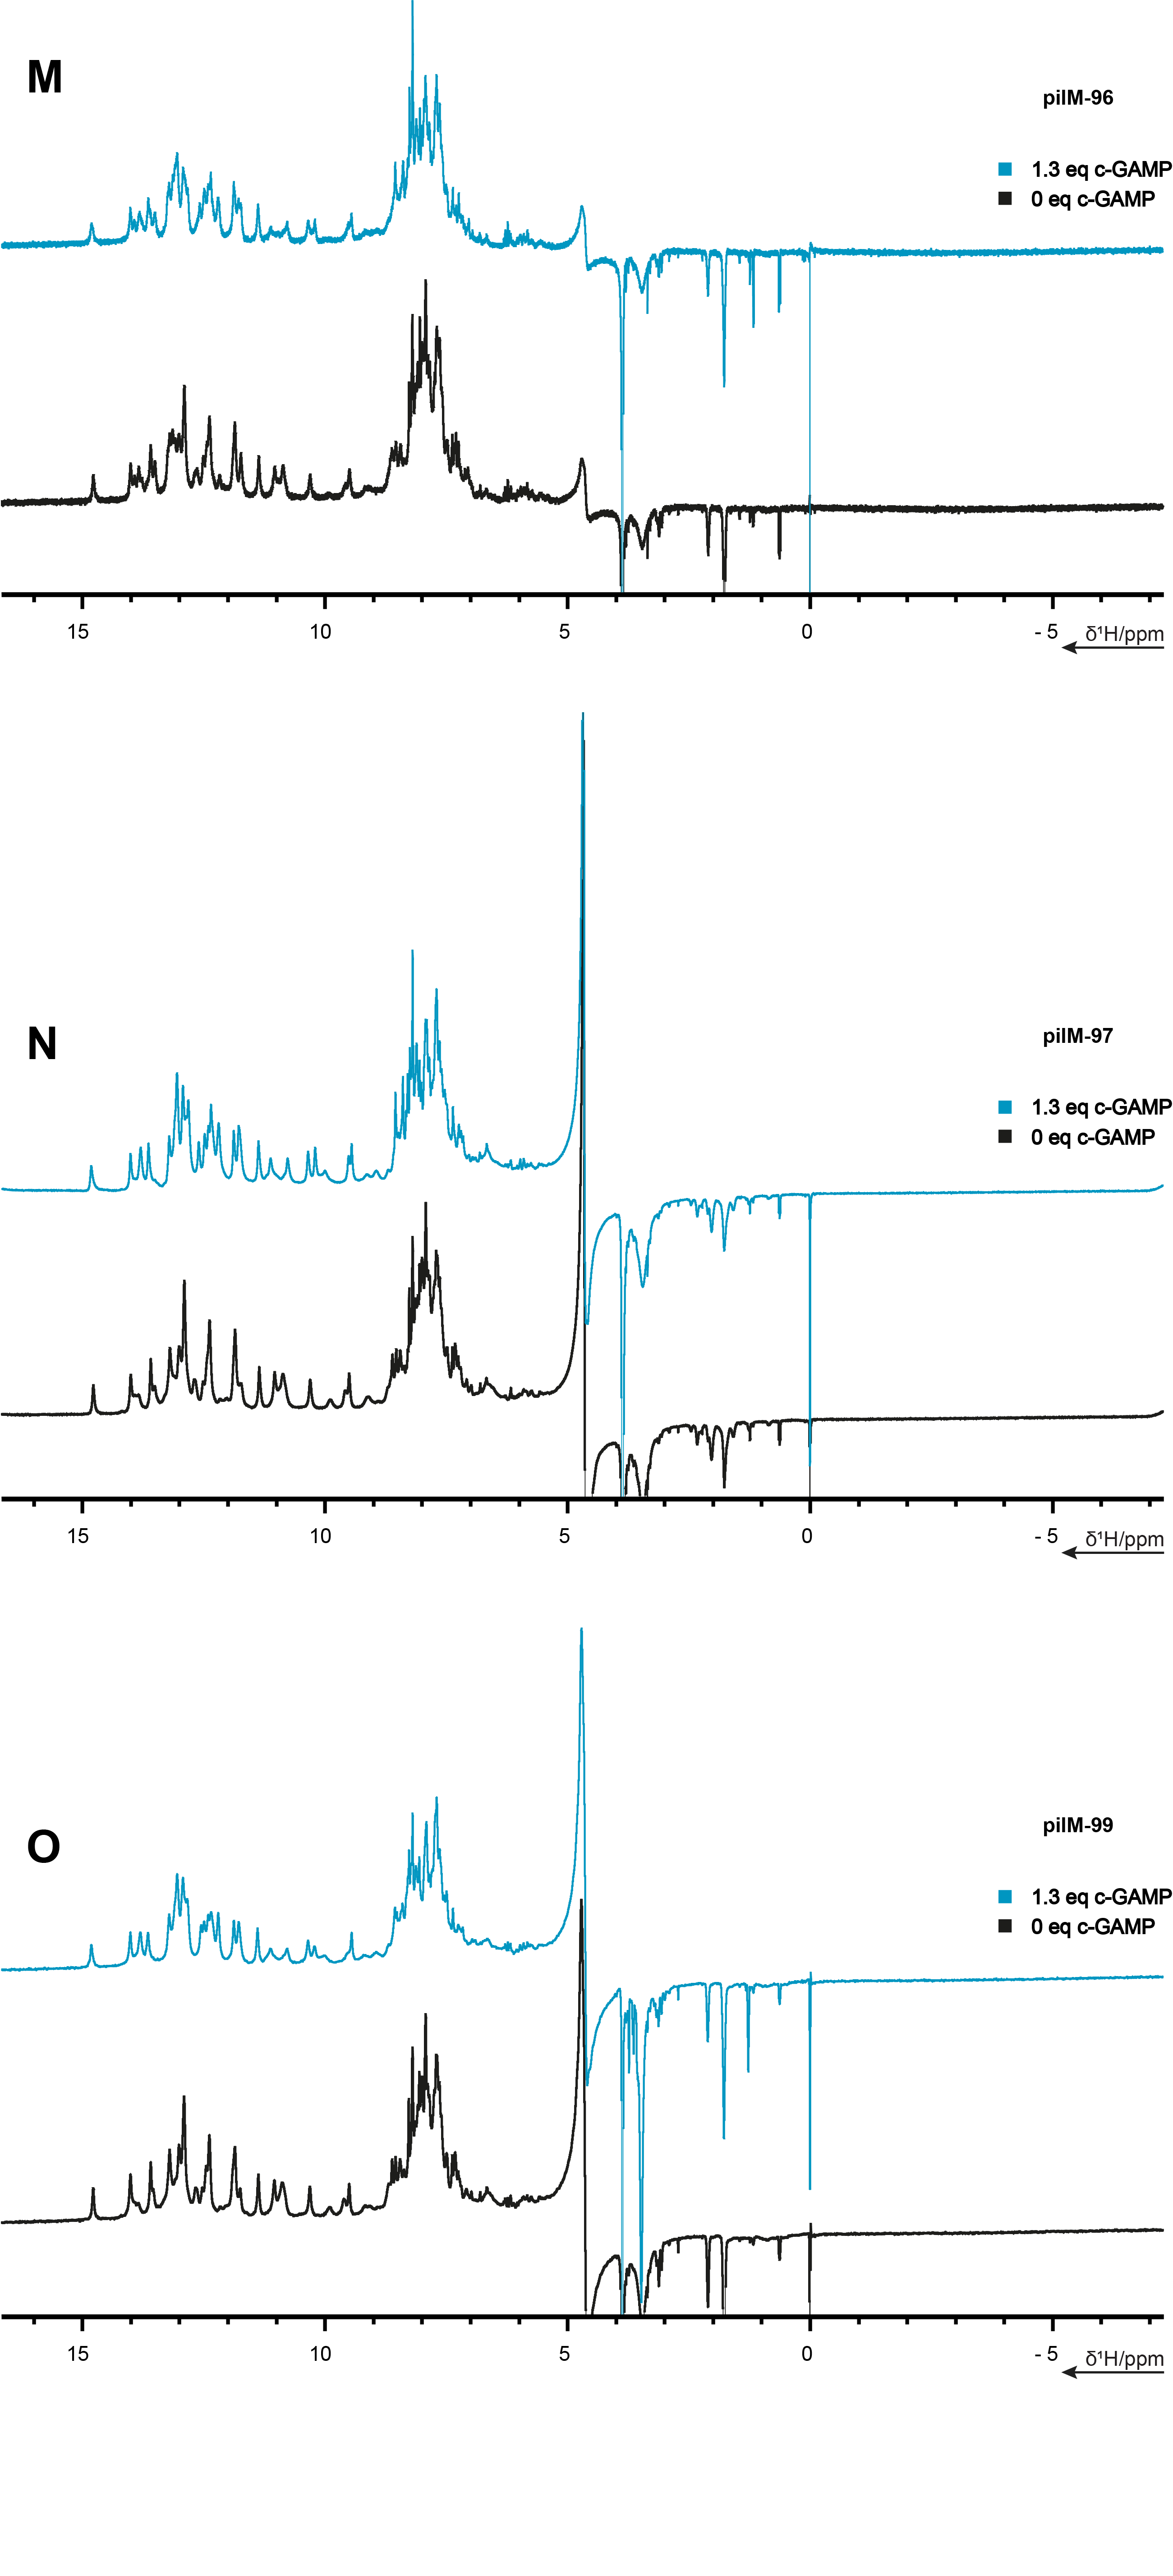 M
pilM-96
1.3 eq c-GAMP
0 eq c-GAMP
15 10 5 0 - 5
δ¹H/ppm
N
pilM-97
1.3 eq c-GAMP
0 eq c-GAMP
15 10 5 0 - 5
δ¹H/ppm
O
pilM-99
1.3 eq c-GAMP
0 eq c-GAMP
15 10 5 0 - 5
δ¹H/ppm